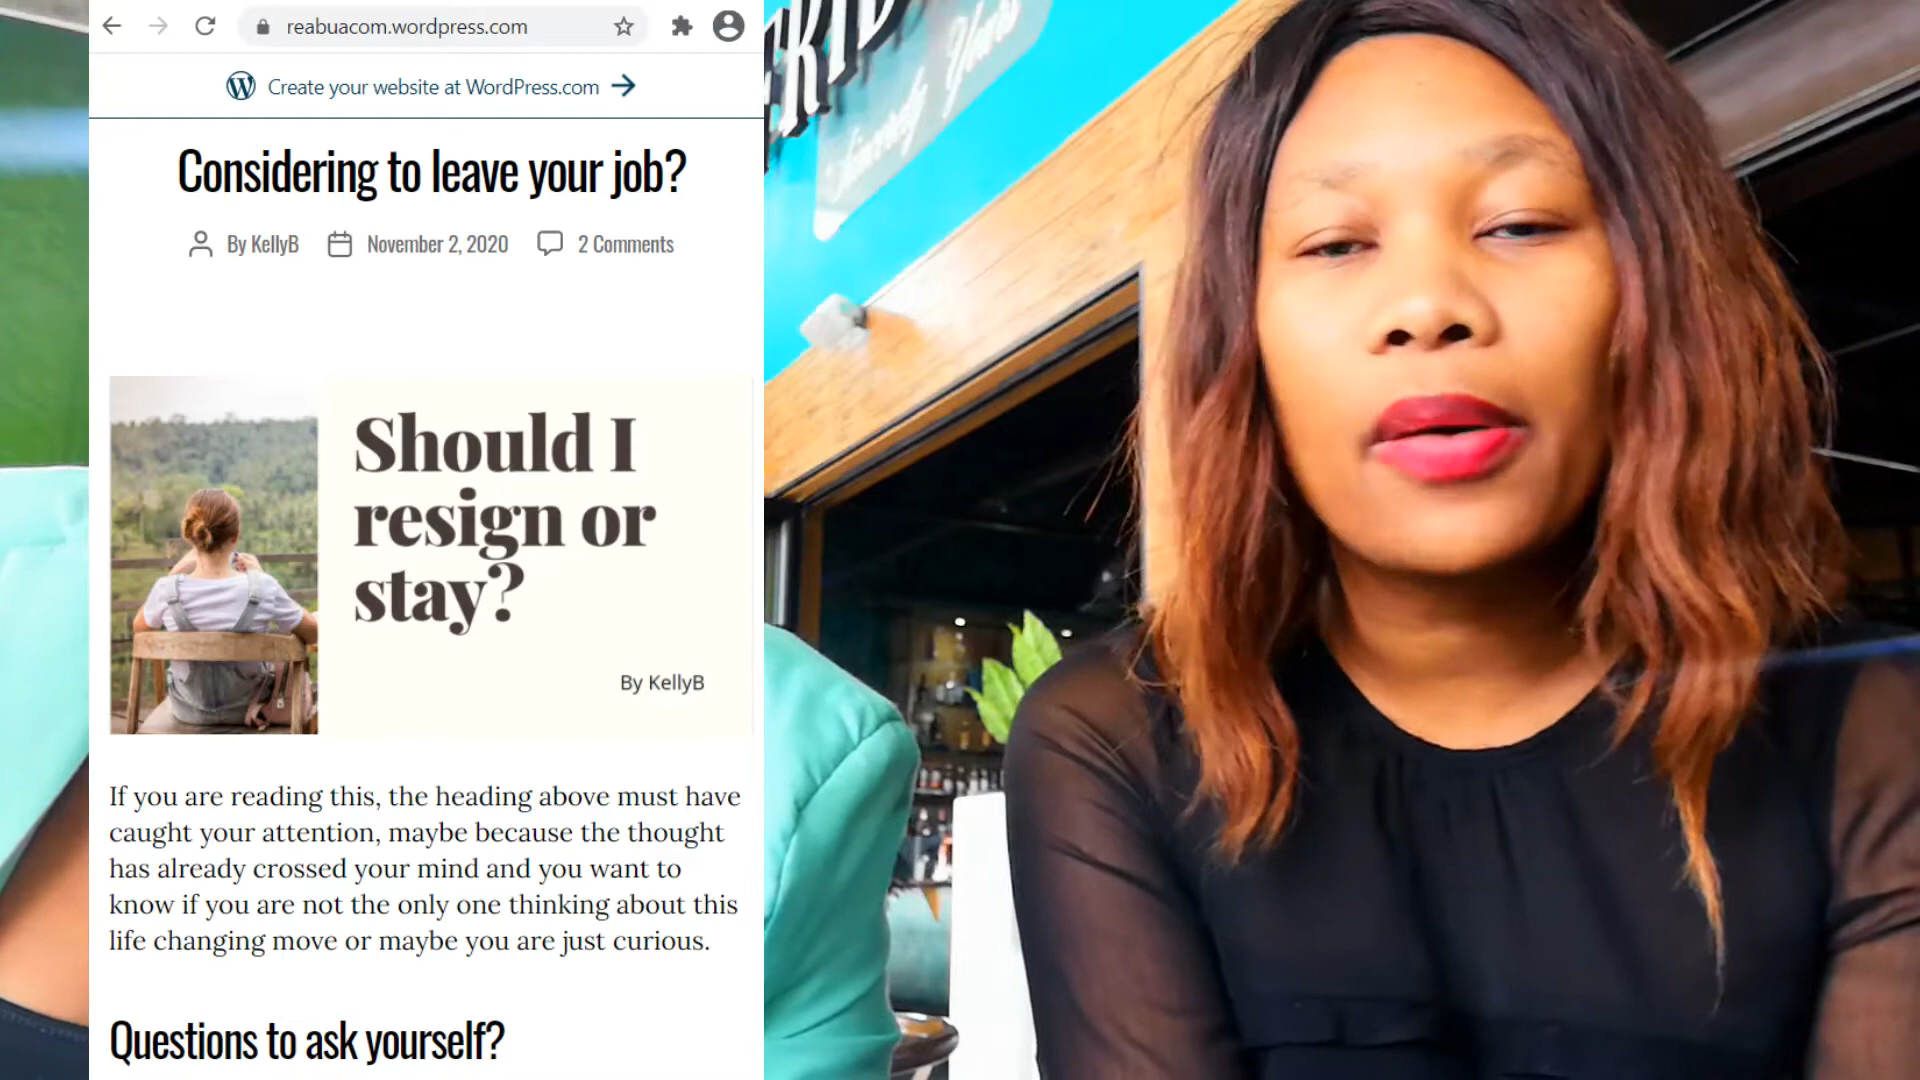 reabuacom.wordpress.com
Create your website at WordPress.com
Considering to leave your job?
By KellyB November 2, 2020 2 Comments
Should I
resign or
stay?
By KellyB
If you are reading this, the heading above must have
caught your attention, maybe because the thought
has already crossed your mind and you want to
know if you are not the only one thinking about this
life changing move or maybe you are just curious.
Questions to ask yourself?